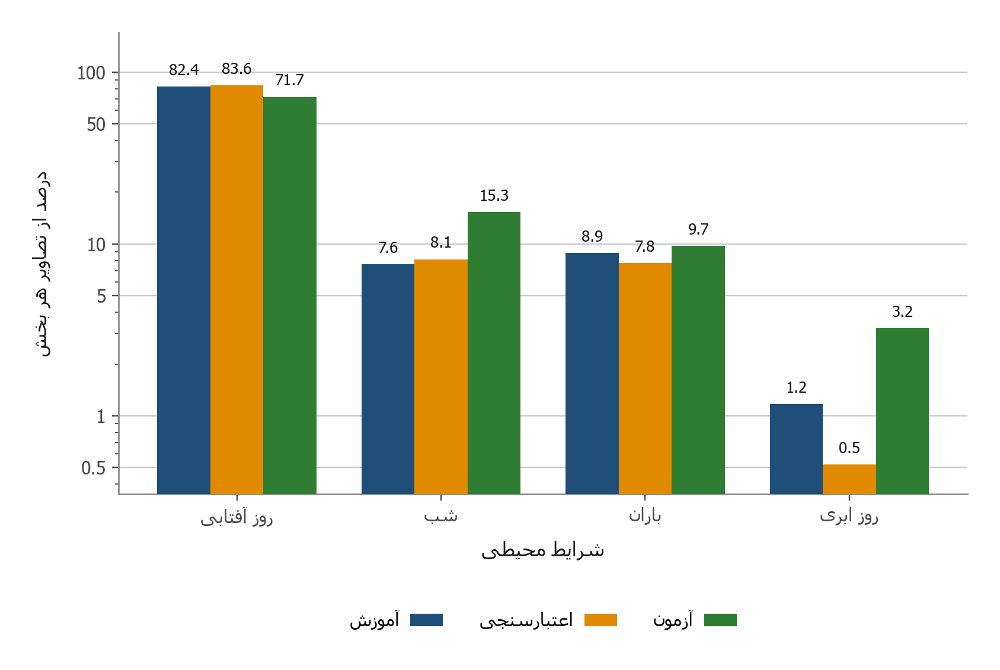 درصد از تصاویر هر بخش
100
50
10
5
1
0.5
82.4 83.6 71.7
7.6 8.1 15.3
8.9 7.8 9.7
1.2 0.5 3.2
روز آفتابی
شب
باران
روز ابری
شرایط محیطی
آموزش
اعتبارسنجی
آزمون